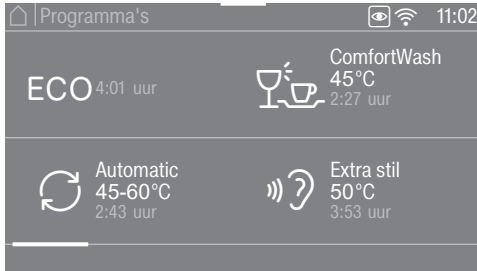 Programma's 11:02
ECO 4:01 uur
ComfortWash
45°C
2:27 uur
Automatic
45-60°C
2:43 uur
Extra stil
50°C
3:53 uur